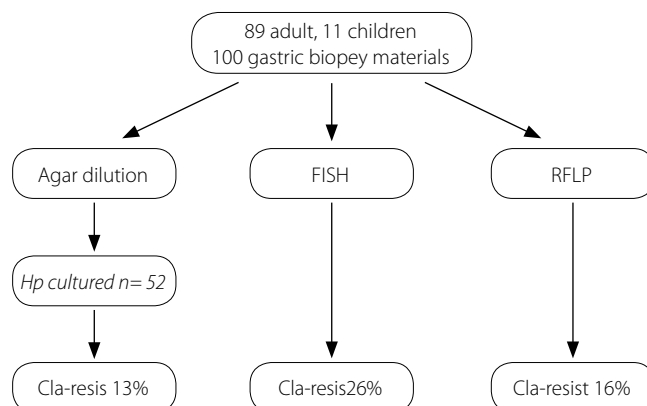 89 adult, 11 children
100 gastric biopey materials
Agar dilution
FISH
RFLP
Hp cultured n= 52
Cla-resis 13%
Cla-resis26%
Cla-resist 16%